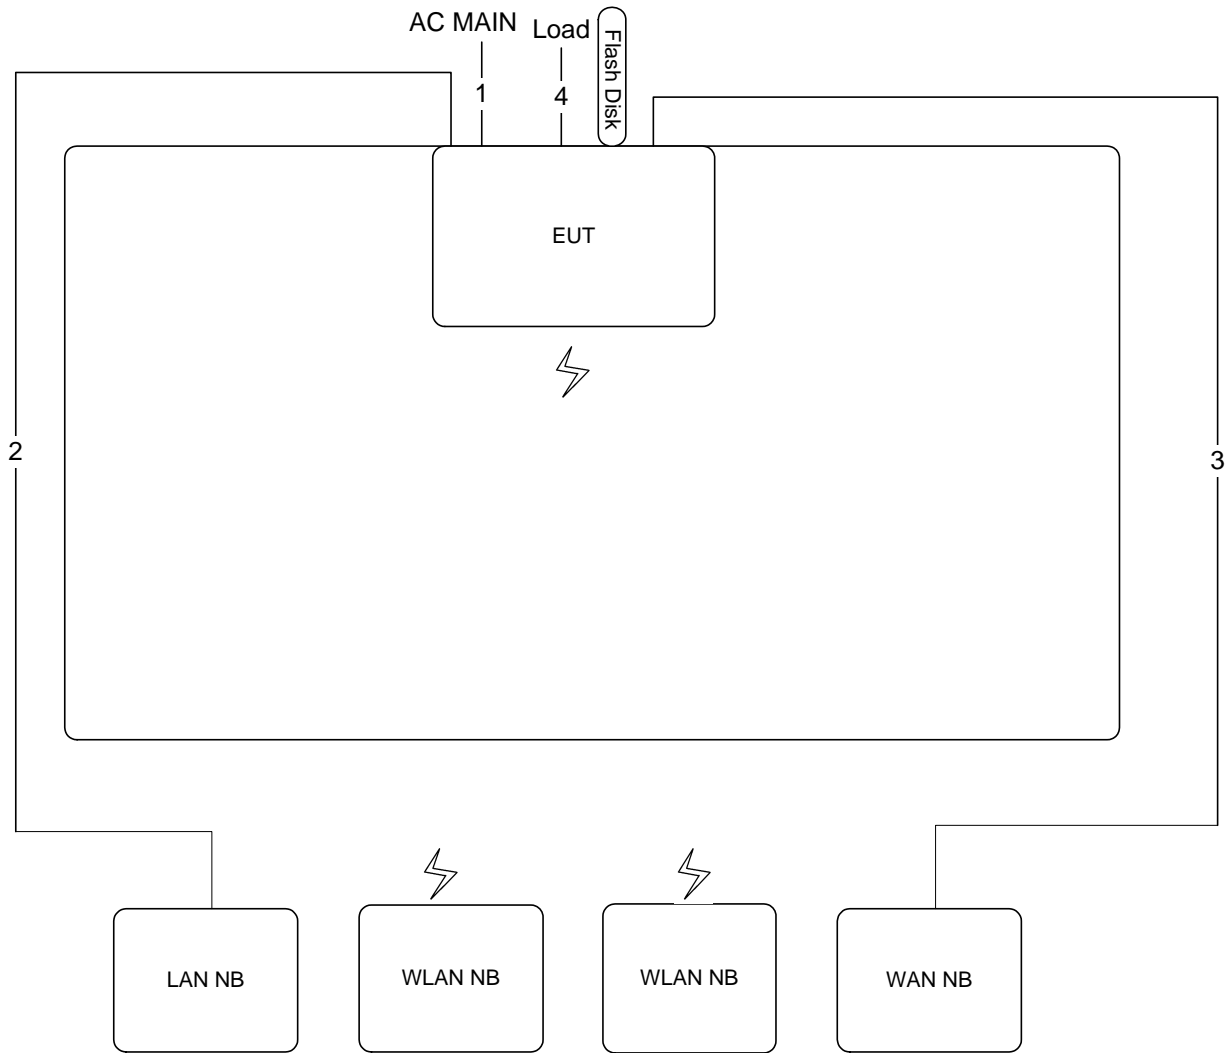 AC MAIN
Load
Flash Disk
1
4
EUT
2
3
LAN NB
WLAN NB
WLAN NB
WAN NB